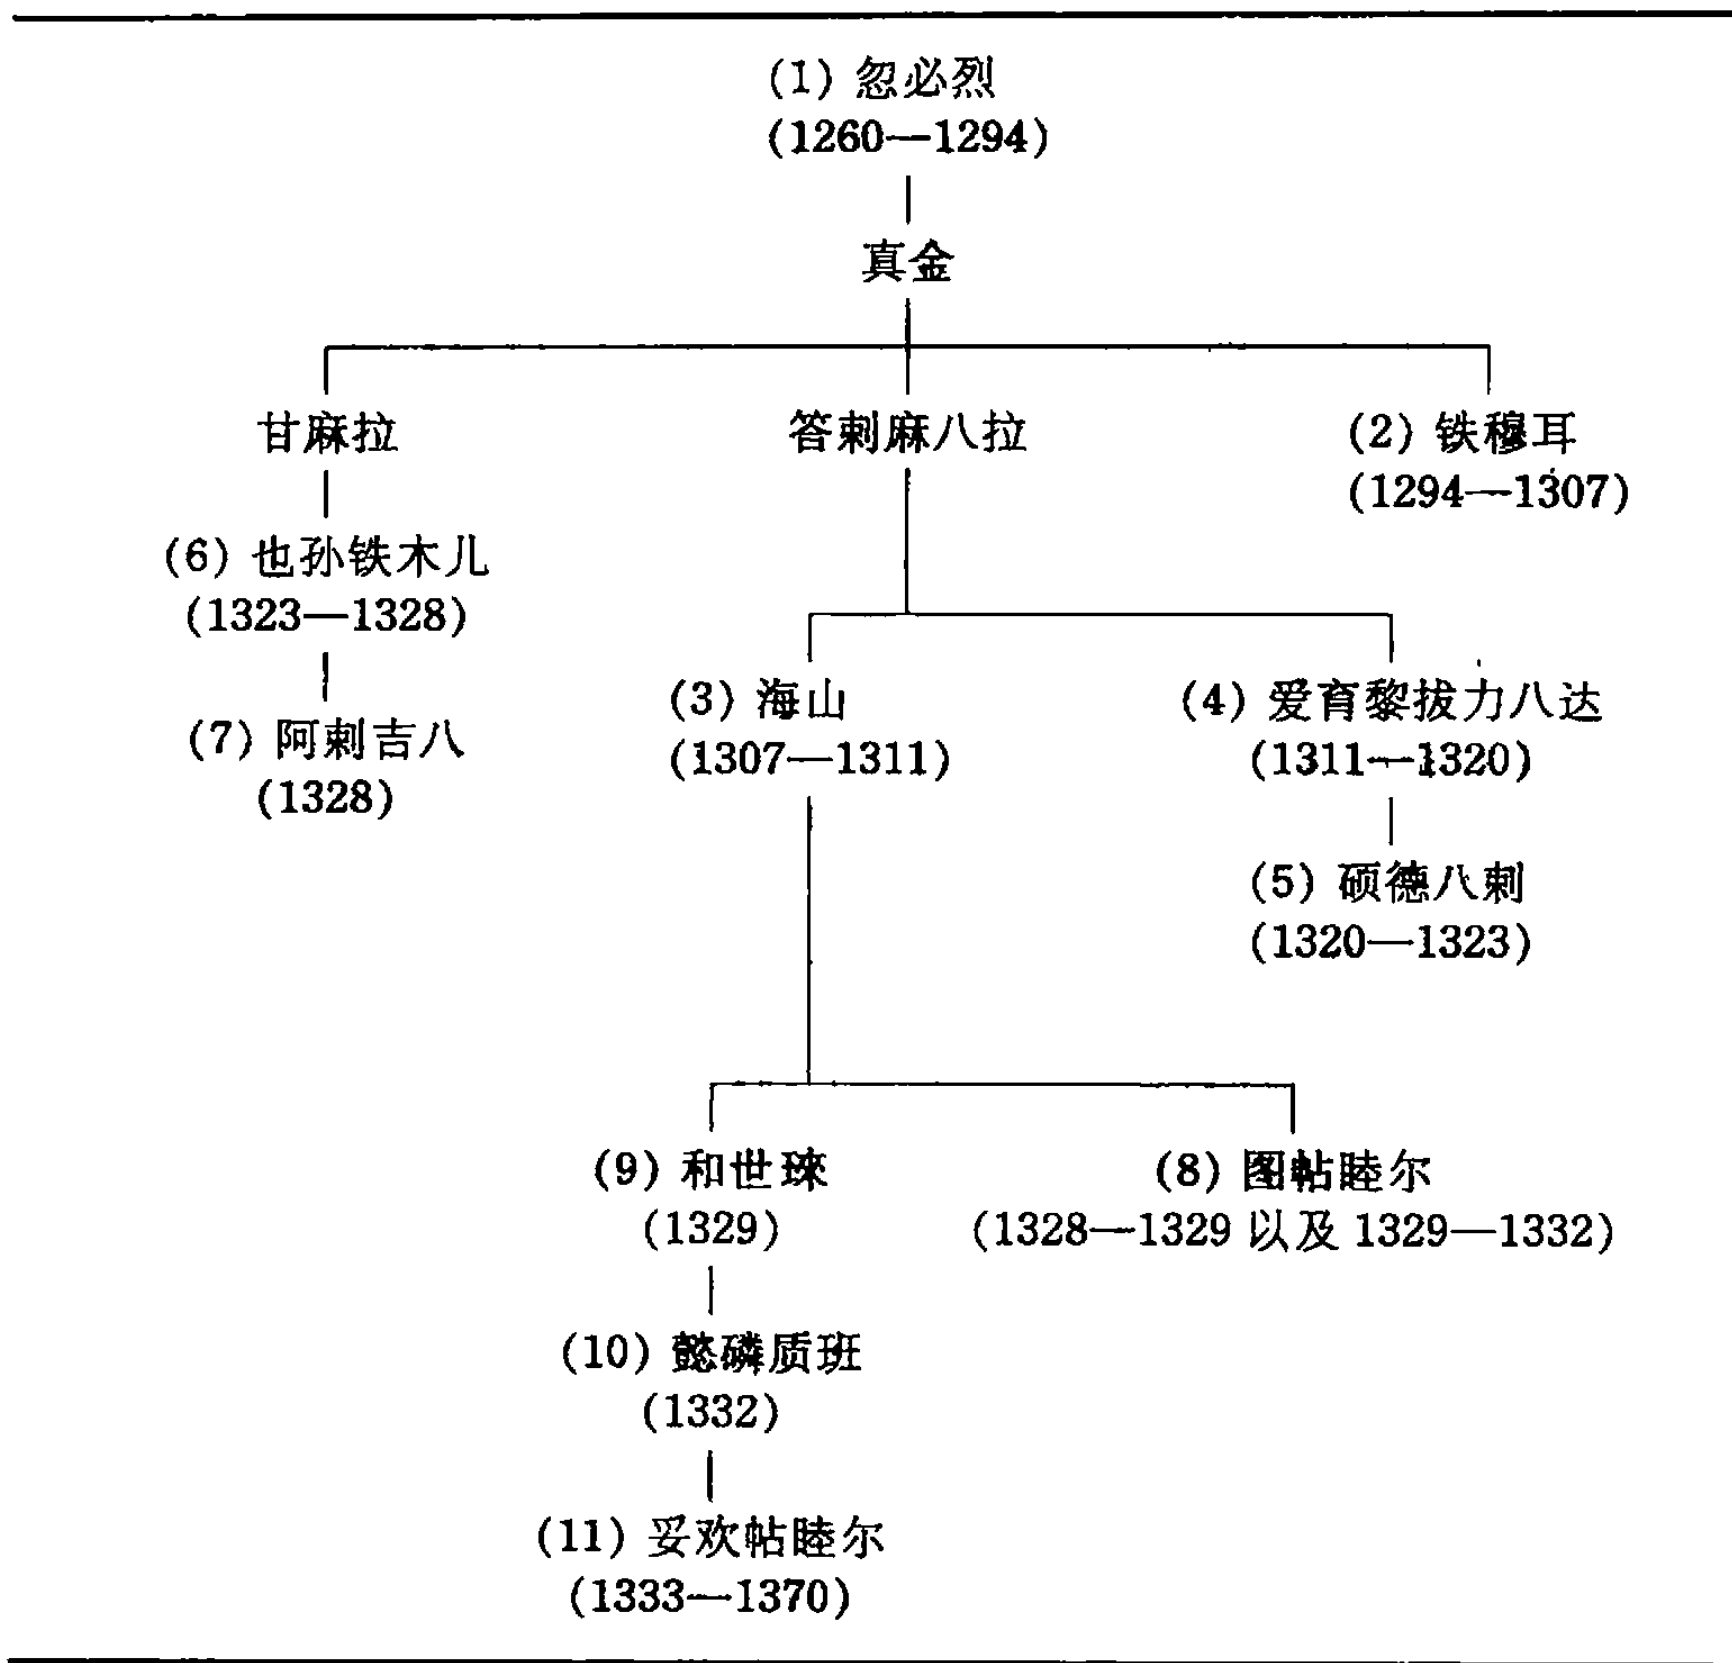 (1) 忽必烈
(1260—1294)
真金
甘麻拉
答剌麻八拉
(2) 铁穆耳
(1294—1307)
(6) 也孙铁木儿
(1323—1328)
(7) 阿剌吉八
(1328)
(3) 海山
(1307—1311)
(4) 爱育黎拔力八达
(1311—1320)
(5) 硕德八剌
(1320—1323)
(9) 和世㻋
(1329)
(8) 图帖睦尔
(1328—1329 以及 1329—1332)
(10) 懿磷质班
(1332)
(11) 妥欢帖睦尔
(1333—1370)